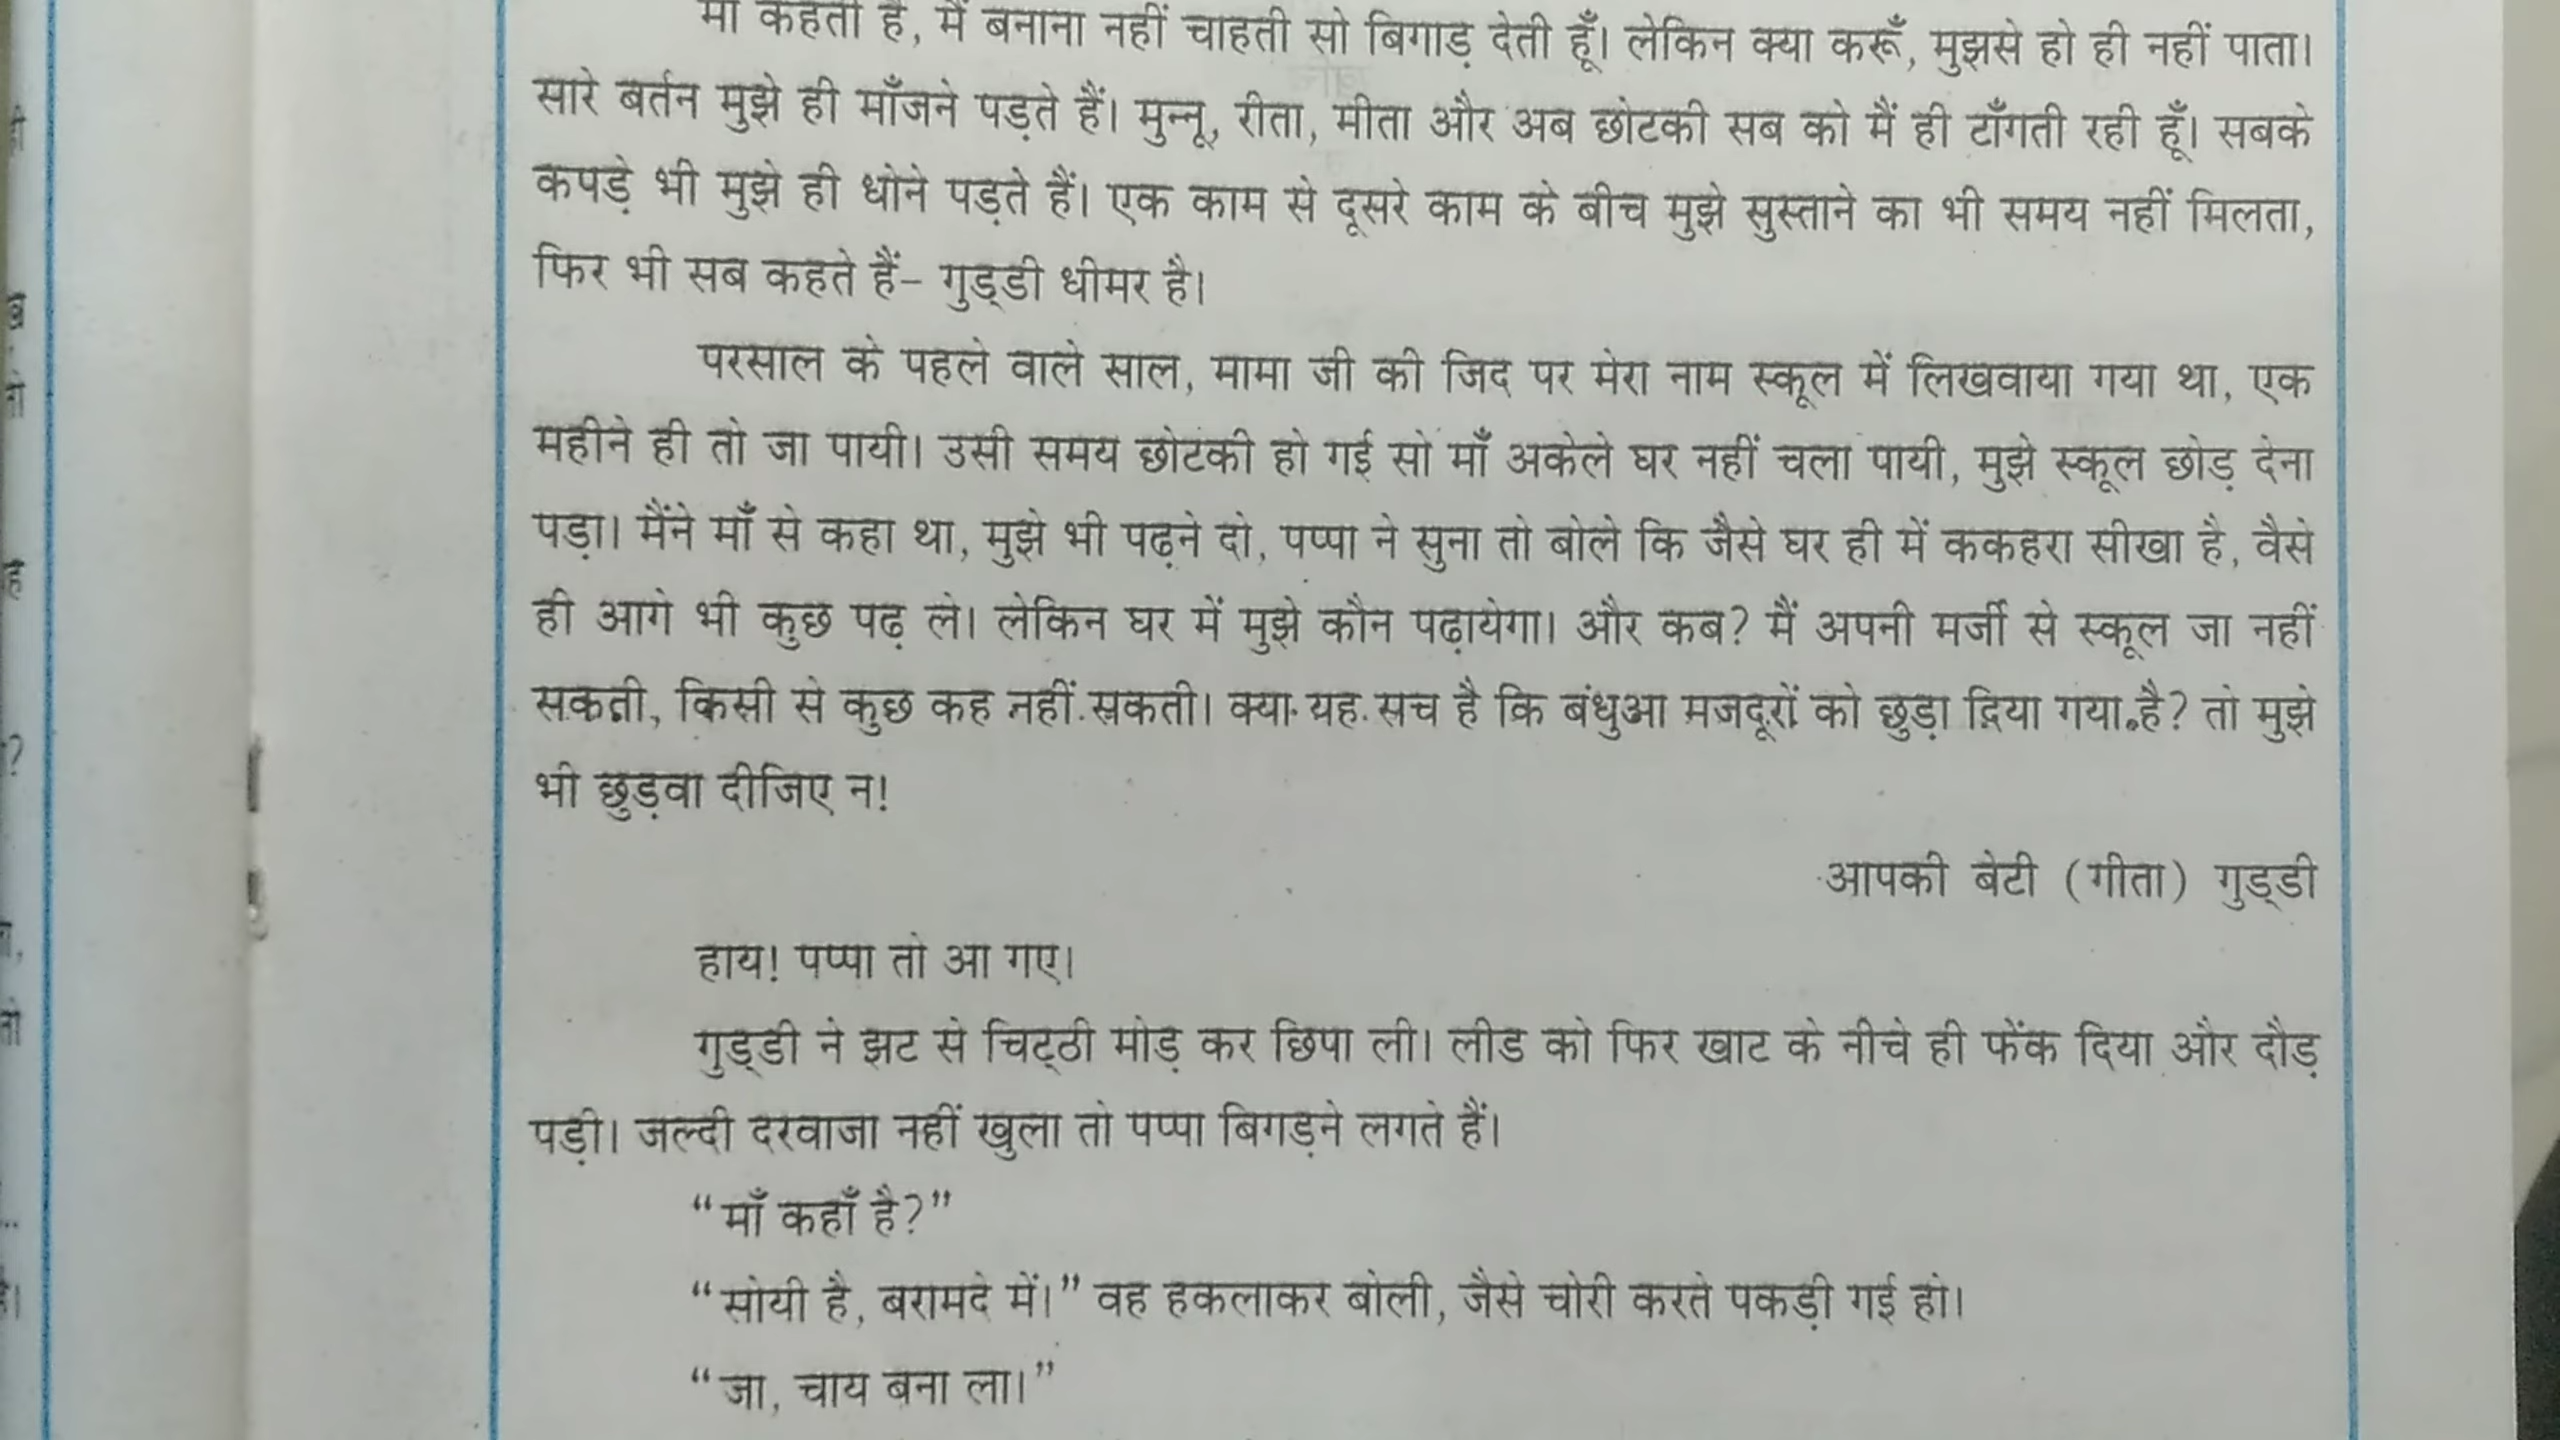 माँ कहती है, मैं बनाना नहीं चाहती सो बिगाड़ देती हूँ। लेकिन क्या करूँ, मुझसे हो ही नहीं पाता।
सारे बर्तन मुझे ही माँजने पड़ते हैं। मुन्नू, रीता, मीता और अब छोटकी सब को मैं ही टाँगती रही हूँ। सबके
कपड़े भी मुझे ही धोने पड़ते हैं। एक काम से दूसरे काम के बीच मुझे सुस्ताने का भी समय नहीं मिलता,
फिर भी सब कहते हैं– गुड्डी धीमर है।
परसाल के पहले वाले साल, मामा जी की जिद पर मेरा नाम स्कूल में लिखवाया गया था, एक
महीने ही तो जा पायी। उसी समय छोटकी हो गई सो माँ अकेले घर नहीं चला पायी, मुझे स्कूल छोड़ देना
पड़ा। मैंने माँ से कहा था, मुझे भी पढ़ने दो, पप्पा ने सुना तो बोले कि जैसे घर ही में ककहरा सीखा है, वैसे
ही आगे भी कुछ पढ़ ले। लेकिन घर में मुझे कौन पढ़ायेगा। और कब? मैं अपनी मर्जी से स्कूल जा नहीं
सकती, किसी से कुछ कह नहीं सकती। क्या यह सच है कि बंधुआ मजदूरों को छुड़ा दिया गया है? तो मुझे
भी छुड़वा दीजिए न!
आपकी बेटी (गीता) गुड्डी
हाय! पप्पा तो आ गए।
गुड्डी ने झट से चिट्ठी मोड़ कर छिपा ली। लीड को फिर खाट के नीचे ही फेंक दिया और दौड़
पड़ी। जल्दी दरवाजा नहीं खुला तो पप्पा बिगड़ने लगते हैं।
“माँ कहाँ है?”
“सोयी है, बरामदे में।” वह हकलाकर बोली, जैसे चोरी करते पकड़ी गई हो।
“जा, चाय बना ला।”